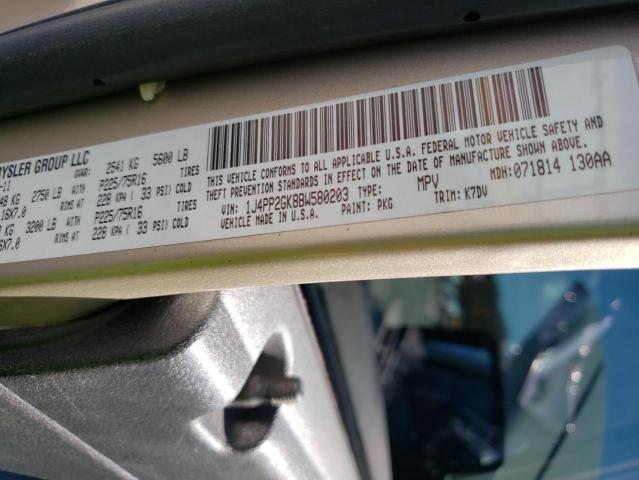 RYSLER GROUP LLC
-11 GVWR: 2541 KG 5600 LB
48 KG 2750 LB WITH P225/75R16 TIRES
16X7.0 RIMS AT 228 KPA ( 33 PSI) COLD
KG 3200 LB WITH P225/75R16 TIRES
6X7.0 RIMS AT 228 KPA ( 33 PSI) COLD
THIS VEHICLE CONFORMS TO ALL APPLICABLE U.S.A. FEDERAL MOTOR VEHICLE SAFETY AND
THEFT PREVENTION STANDARDS IN EFFECT ON THE DATE OF MANUFACTURE SHOWN ABOVE.
VIN: 1J4PP2GK8BW580203 TYPE: MPV MDH: 071814 130AA
VEHICLE MADE IN U.S.A. PAINT: PKG TRIM: K7DV